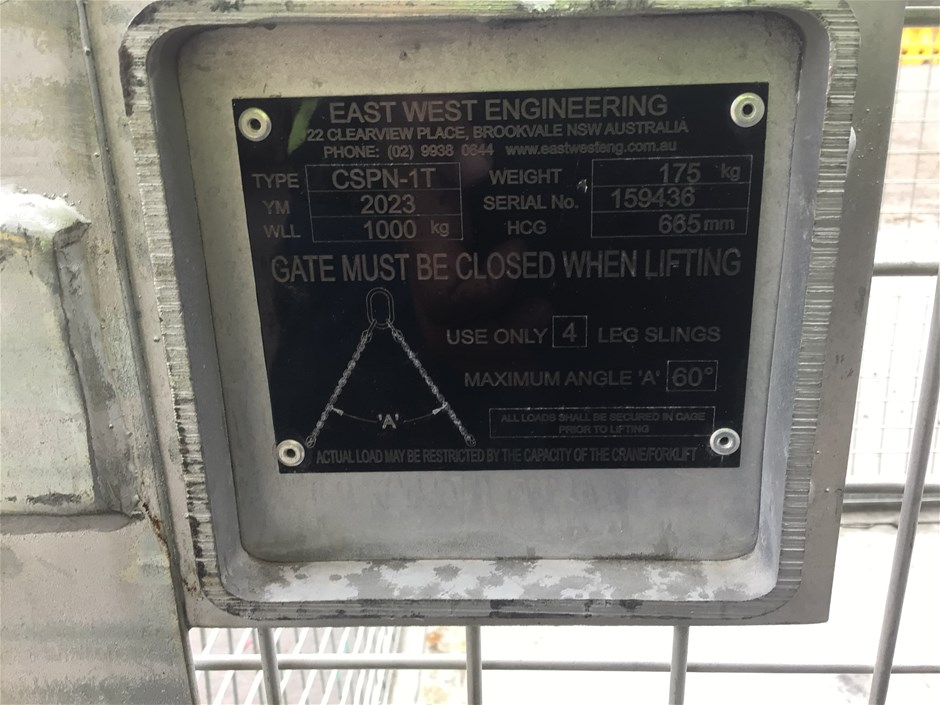 EAST WEST ENGINEERING
22 CLEARVIEW PLACE, BROOKVALE NSW AUSTRALIA
PHONE: (02) 9938 0644 www.eastwesteng.com.au
TYPE CSPN-1T WEIGHT 175 kg
YM 2023 SERIAL No. 159436
WLL 1000 kg HCG 665 mm
GATE MUST BE CLOSED WHEN LIFTING
USE ONLY 4 LEG SLINGS
MAXIMUM ANGLE 'A' 60°
'A'
ALL LOADS SHALL BE SECURED IN CAGE
PRIOR TO LIFTING
ACTUAL LOAD MAY BE RESTRICTED BY THE CAPACITY OF THE CRANE/FORKLIFT